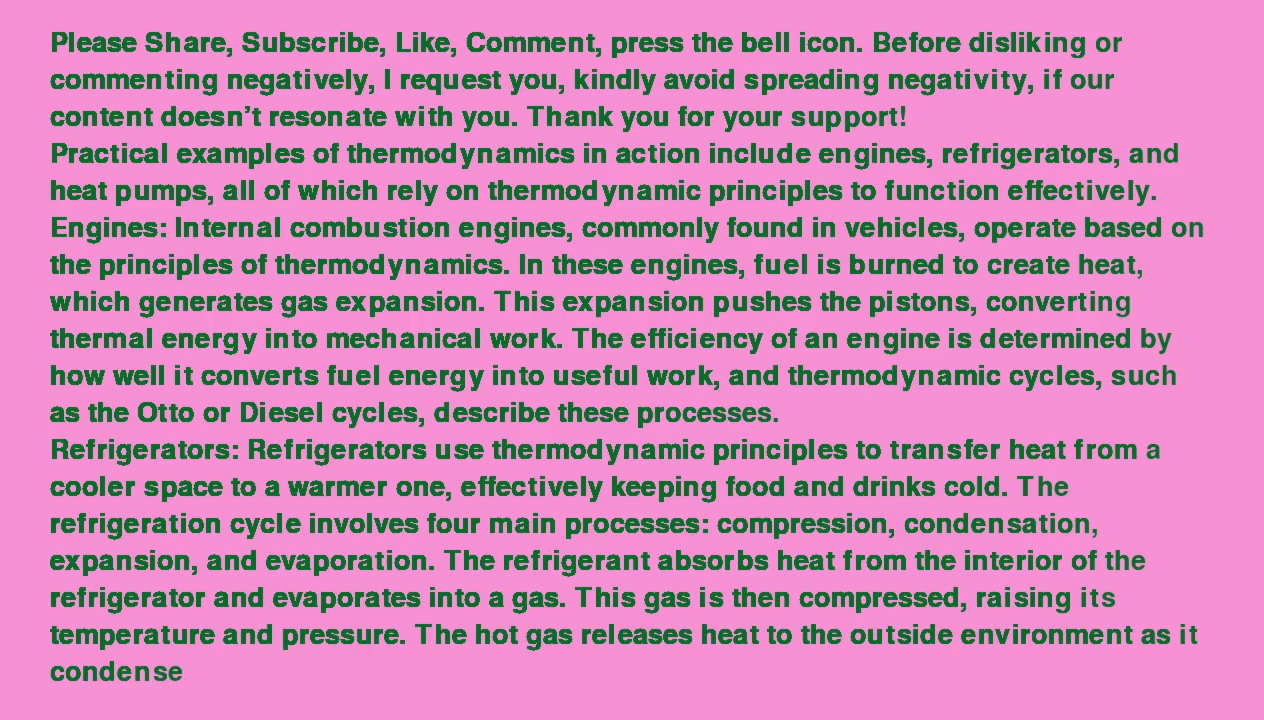 Please Share, Subscribe, Like, Comment, press the bell icon. Before disliking or
commenting negatively, I request you, kindly avoid spreading negativity, if our
content doesn’t resonate with you. Thank you for your support!
Practical examples of thermodynamics in action include engines, refrigerators, and
heat pumps, all of which rely on thermodynamic principles to function effectively.
Engines: Internal combustion engines, commonly found in vehicles, operate based on
the principles of thermodynamics. In these engines, fuel is burned to create heat,
which generates gas expansion. This expansion pushes the pistons, converting
thermal energy into mechanical work. The efficiency of an engine is determined by
how well it converts fuel energy into useful work, and thermodynamic cycles, such
as the Otto or Diesel cycles, describe these processes.
Refrigerators: Refrigerators use thermodynamic principles to transfer heat from a
cooler space to a warmer one, effectively keeping food and drinks cold. The
refrigeration cycle involves four main processes: compression, condensation,
expansion, and evaporation. The refrigerant absorbs heat from the interior of the
refrigerator and evaporates into a gas. This gas is then compressed, raising its
temperature and pressure. The hot gas releases heat to the outside environment as it
condense